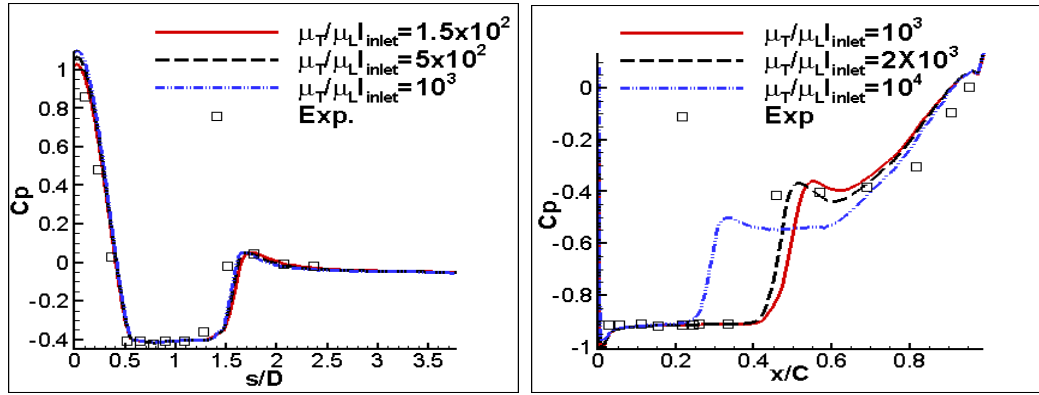 μT/μL|inlet=1.5x10²
μT/μL|inlet=5x10²
μT/μL|inlet=10³
Exp.
1
0.8
0.6
0.4
0.2
0
-0.2
-0.4
Cp
0 0.5 1 1.5 2 2.5 3 3.5
s/D
μT/μL|inlet=10³
μT/μL|inlet=2X10³
μT/μL|inlet=10⁴
Exp
0
-0.2
-0.4
-0.6
-0.8
-1
Cp
0 0.2 0.4 0.6 0.8
x/C